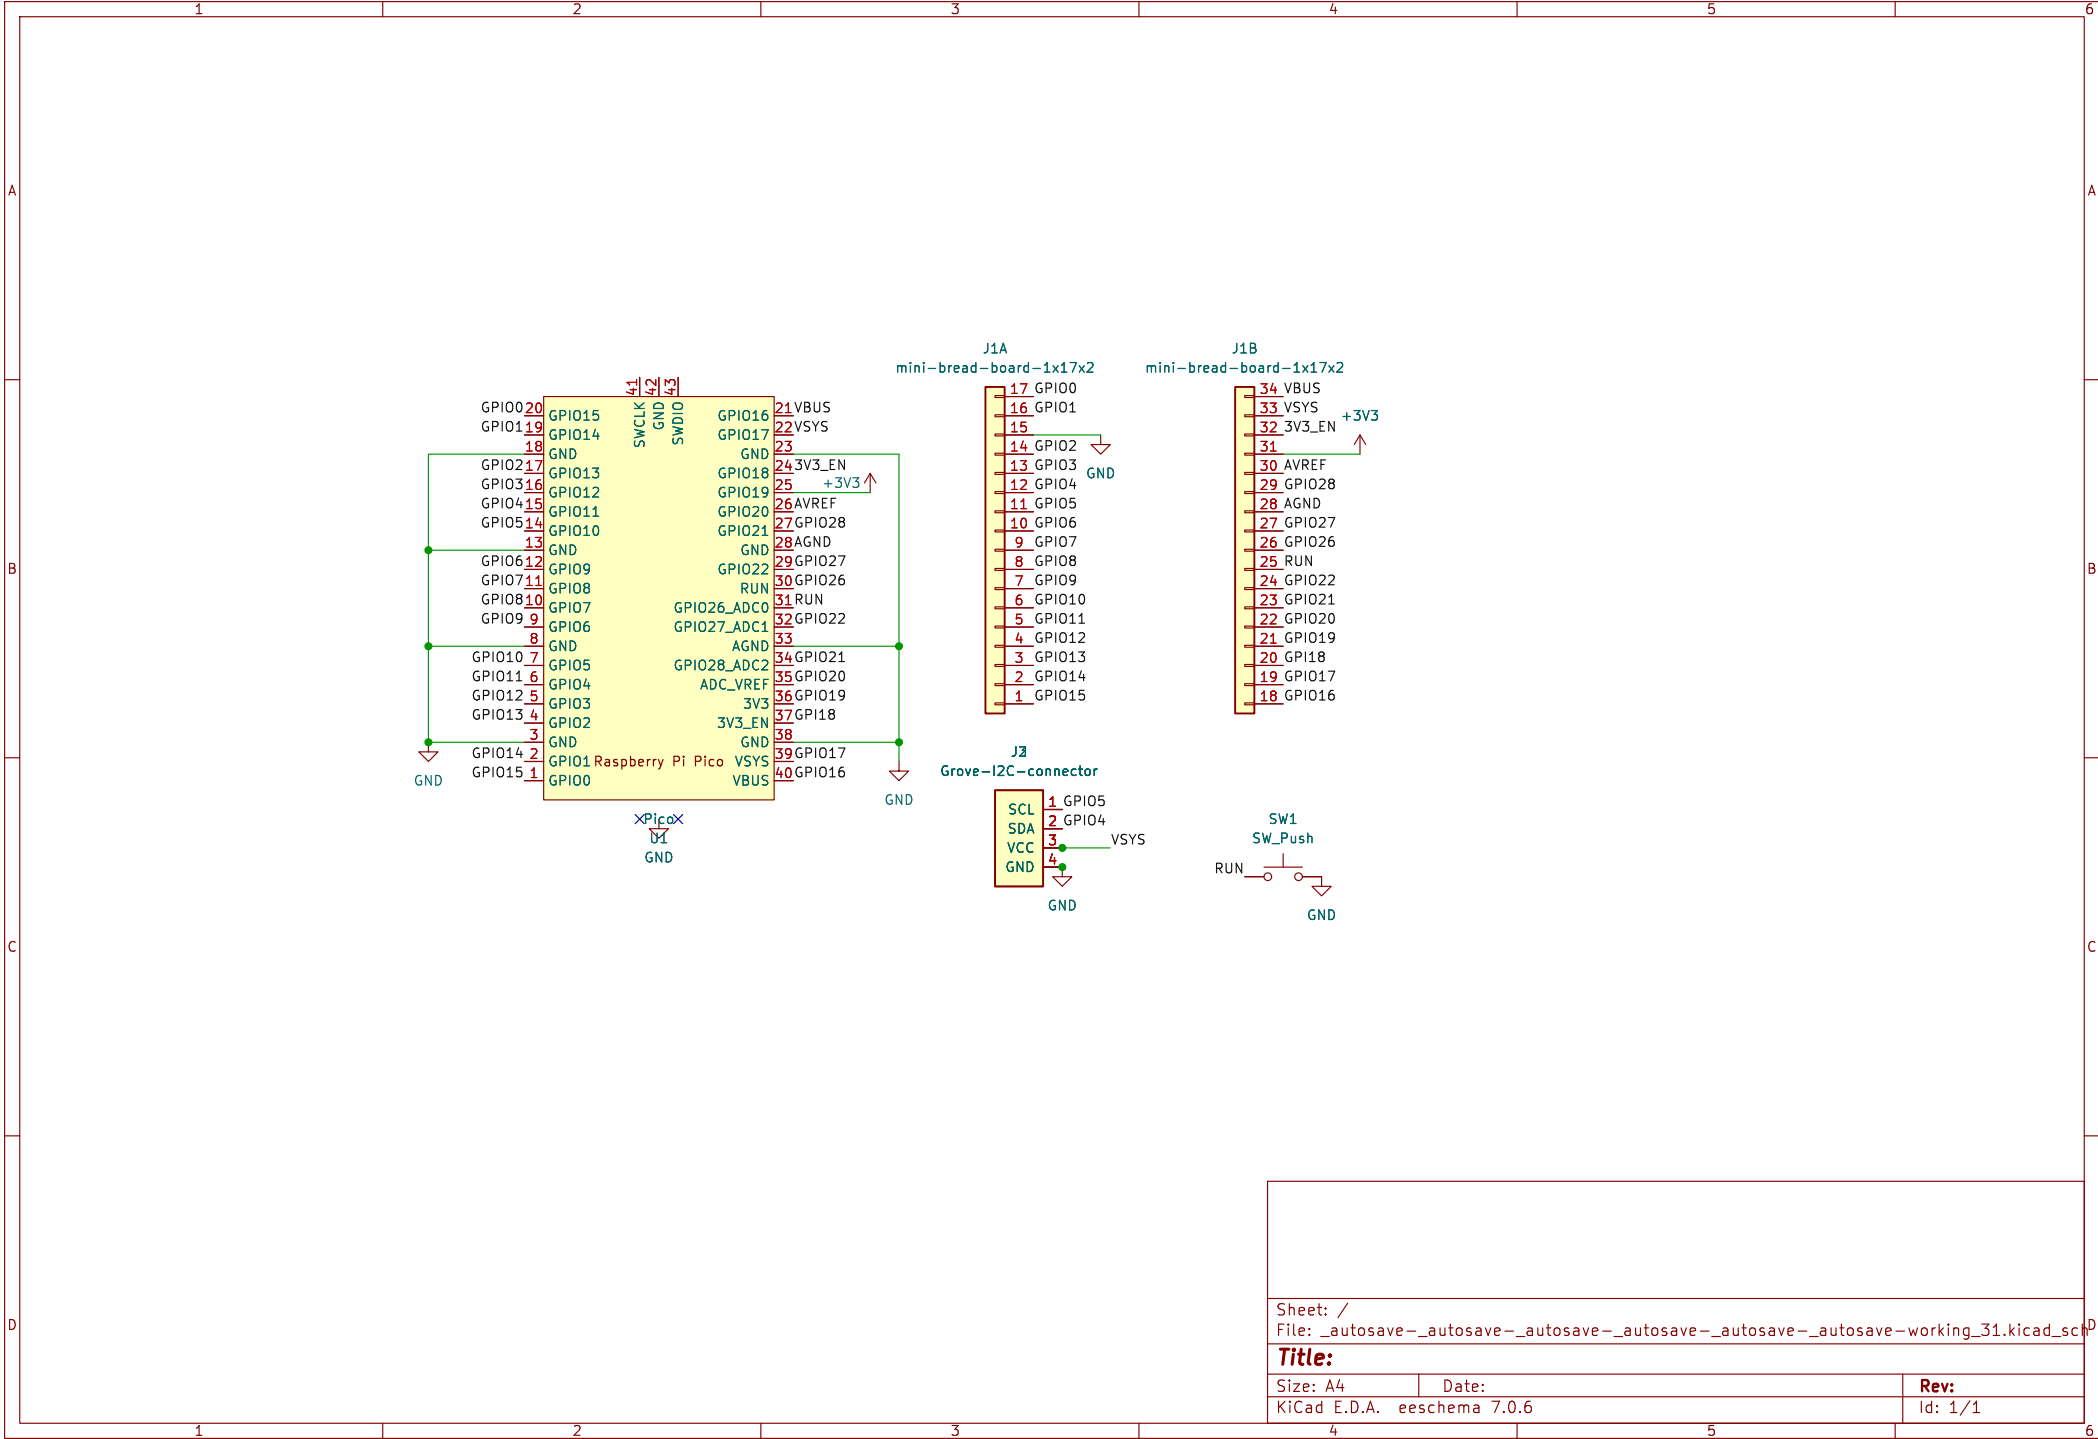 1 2 3 4 5 6
A A
B B
C C
D D
1 2 3 4 5 6
41 42 43
SWCLK GND SWDIO
GPIO0 20 GPIO15 GPIO16 21 VBUS
GPIO1 19 GPIO14 GPIO17 22 VSYS
18 GND GND 23
GPIO2 17 GPIO13 GPIO18 24 3V3_EN
GPIO3 16 GPIO12 GPIO19 25 +3V3
GPIO4 15 GPIO11 GPIO20 26 AVREF
GPIO5 14 GPIO10 GPIO21 27 GPIO28
13 GND GND 28 AGND
GPIO6 12 GPIO9 GPIO22 29 GPIO27
GPIO7 11 GPIO8 RUN 30 GPIO26
GPIO8 10 GPIO7 GPIO26_ADC0 31 RUN
GPIO9 9 GPIO6 GPIO27_ADC1 32 GPIO22
8 GND AGND 33
GPIO10 7 GPIO5 GPIO28_ADC2 34 GPIO21
GPIO11 6 GPIO4 ADC_VREF 35 GPIO20
GPIO12 5 GPIO3 3V3 36 GPIO19
GPIO13 4 GPIO2 3V3_EN 37 GPI18
3 GND GND 38
GPIO14 2 GPIO1 Raspberry Pi Pico VSYS 39 GPIO17
GPIO15 1 GPIO0 VBUS 40 GPIO16
GND
GND
Pico
U1
GND
J1A
mini-bread-board-1x17x2
17 GPIO0
16 GPIO1
15
14 GPIO2
GND
13 GPIO3
12 GPIO4
11 GPIO5
10 GPIO6
9 GPIO7
8 GPIO8
7 GPIO9
6 GPIO10
5 GPIO11
4 GPIO12
3 GPIO13
2 GPIO14
1 GPIO15
J1B
mini-bread-board-1x17x2
34 VBUS
33 VSYS
+3V3
32 3V3_EN
31
30 AVREF
29 GPIO28
28 AGND
27 GPIO27
26 GPIO26
25 RUN
24 GPIO22
23 GPIO21
22 GPIO20
21 GPIO19
20 GPI18
19 GPIO17
18 GPIO16
Grove-I2C-connector
SCL 1 GPIO5
SDA 2 GPIO4
VCC 3 VSYS
GND 4
GND
SW1
SW_Push
RUN
GND
Sheet: /
File: _autosave-_autosave-_autosave-_autosave-_autosave-_autosave-working_31.kicad_sch
Title:
Size: A4 Date: Rev:
KiCad E.D.A. eeschema 7.0.6 Id: 1/1